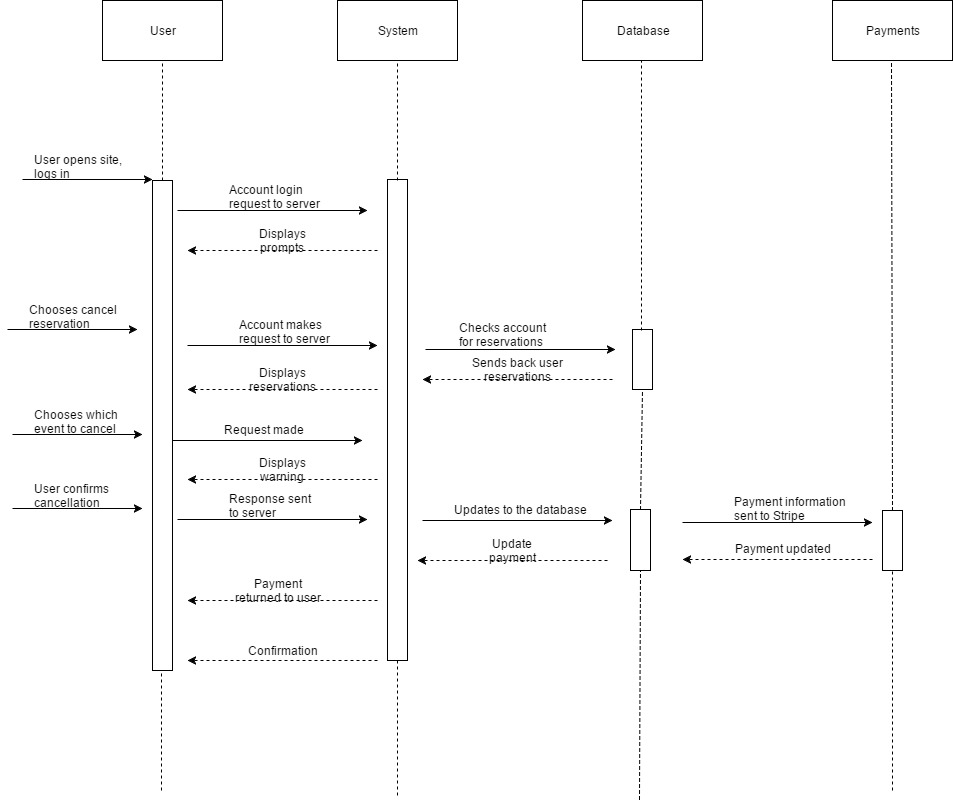 User
System
Database
Payments
User opens site,
logs in
Account login
request to server
Displays
prompts
Chooses cancel
reservation
Account makes
request to server
Checks account
for reservations
Sends back user
reservations
Displays
reservations
Chooses which
event to cancel
Request made
Displays
warning
User confirms
cancellation
Response sent
to server
Updates to the database
Payment information
sent to Stripe
Update
payment
Payment updated
Payment
returned to user
Confirmation